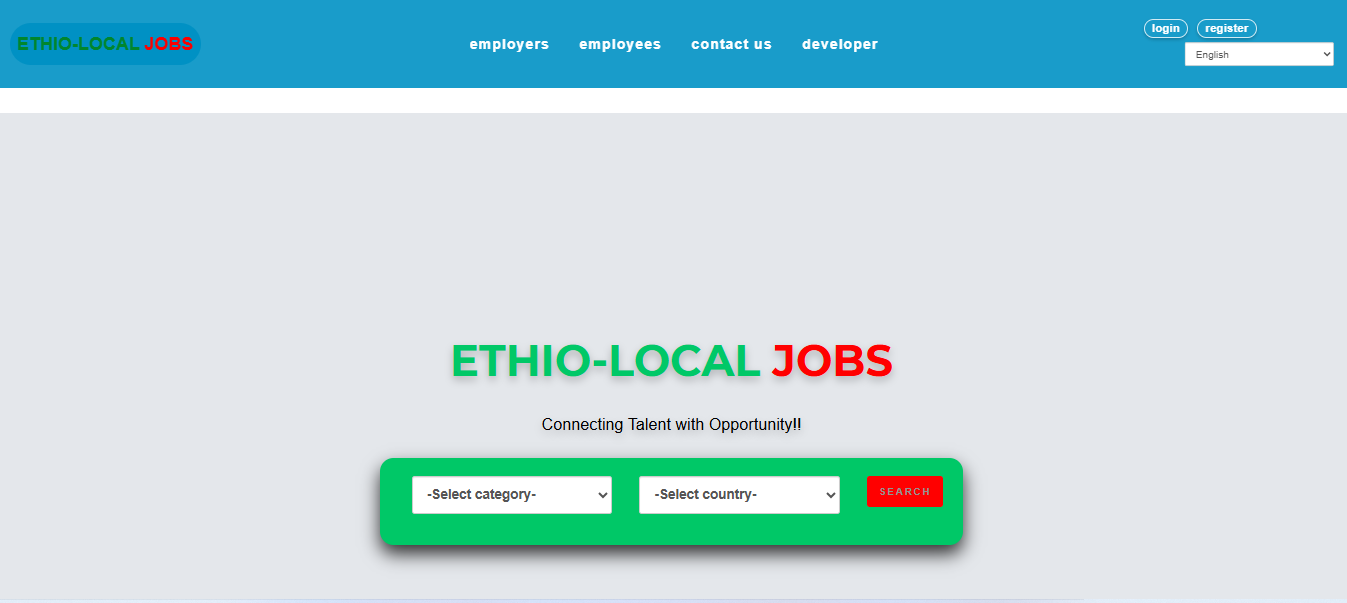 ETHIO-LOCAL JOBS
employers employees contact us developer
login register
English
ETHIO-LOCAL JOBS
Connecting Talent with Opportunity!!
-Select category- -Select country- SEARCH